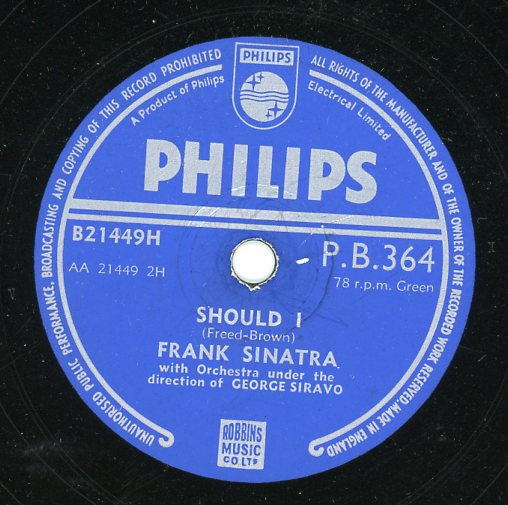 PHILIPS
UNAUTHORISED PUBLIC PERFORMANCE, BROADCASTING AND COPYING OF THIS RECORD PROHIBITED
ALL RIGHTS OF THE MANUFACTURER AND OF THE OWNER OF THE RECORDED WORK RESERVED. MADE IN ENGLAND
A Product of Philips
Electrical Limited
PHILIPS
B21449H
P.B.364
AA 21449 2H
78 r.p.m. Green
SHOULD I
(Freed-Brown)
FRANK SINATRA
with Orchestra under the
direction of GEORGE SIRAVO
ROBBINS
MUSIC
CO LTD